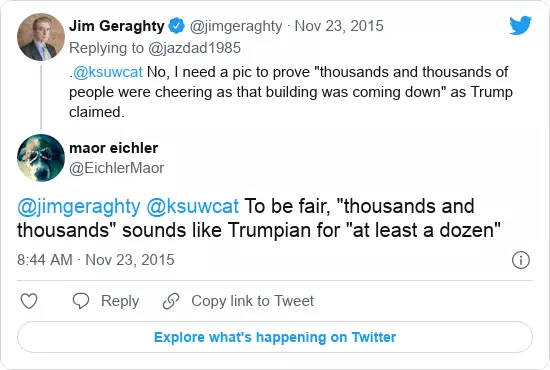 Jim Geraghty @jimgeraghty · Nov 23, 2015
Replying to @jazdad1985
.@ksuwcat No, I need a pic to prove "thousands and thousands of
people were cheering as that building was coming down" as Trump
claimed.
maor eichler
@EichlerMaor
@jimgeraghty @ksuwcat To be fair, "thousands and
thousands" sounds like Trumpian for "at least a dozen"
8:44 AM · Nov 23, 2015
Reply Copy link to Tweet
Explore what's happening on Twitter